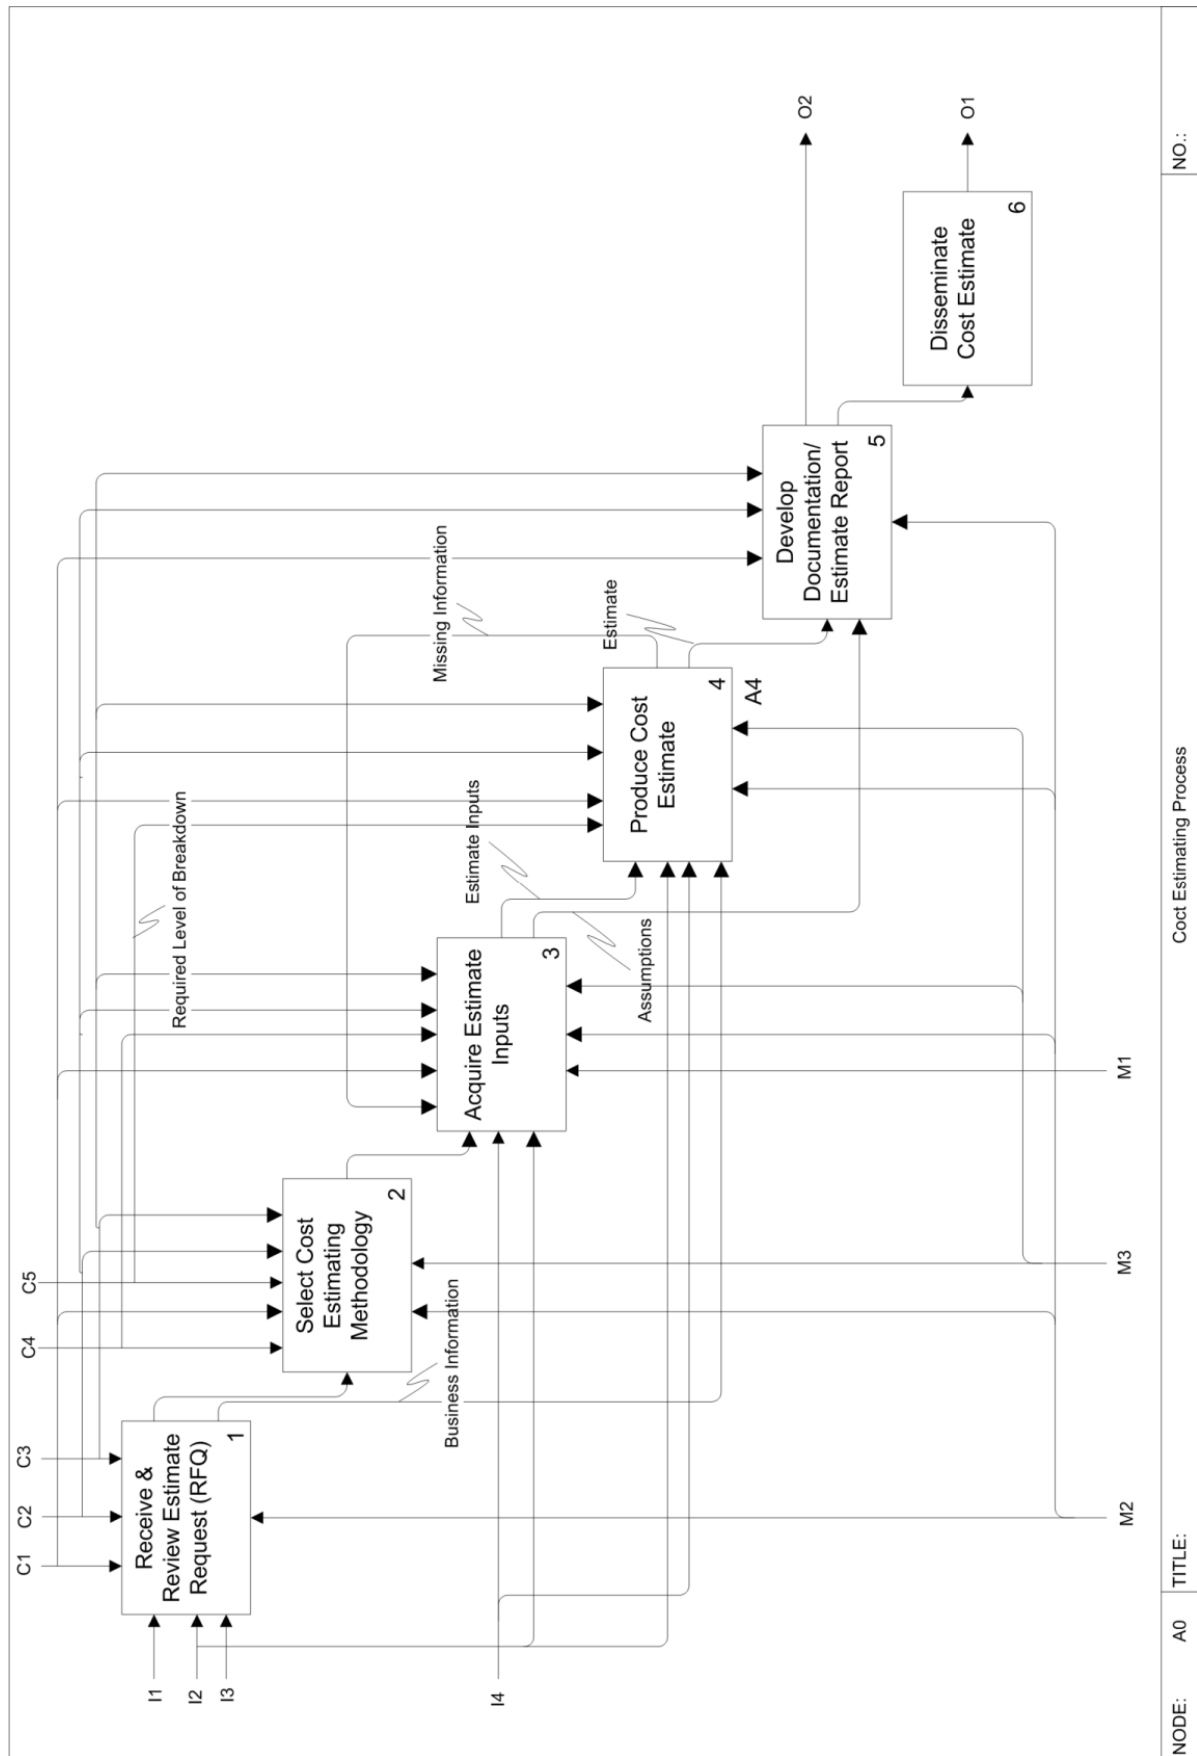 C1
C2
C3
C4
C5
I1
I2
I3
I4
Receive &
Review Estimate
Request (RFQ)
1
Select Cost
Estimating
Methodology
2
Business Information
Required Level of Breakdown
Acquire Estimate
Inputs
3
Estimate Inputs
Assumptions
Missing Information
Produce Cost
Estimate
4
A4
Estimate
Develop
Documentation/
Estimate Report
5
Disseminate
Cost Estimate
6
O2
O1
M2
M3
M1
NODE: A0
TITLE: Coct Estimating Process
NO.: